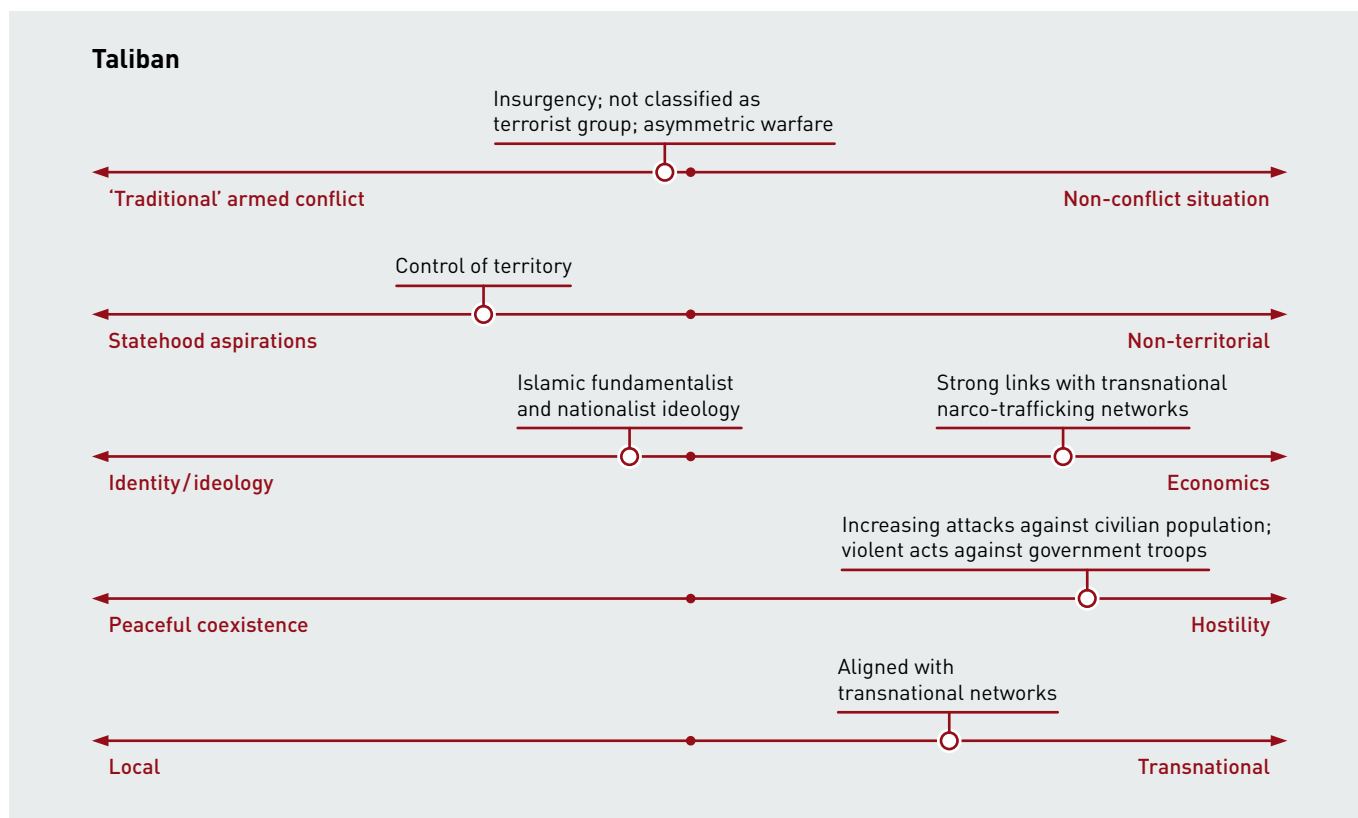 Taliban
Insurgency; not classified as
terrorist group; asymmetric warfare
‘Traditional’ armed conflict
Non-conflict situation
Control of territory
Statehood aspirations
Non-territorial
Islamic fundamentalist
and nationalist ideology
Strong links with transnational
narco-trafficking networks
Identity/ideology
Economics
Increasing attacks against civilian population;
violent acts against government troops
Peaceful coexistence
Hostility
Aligned with
transnational networks
Local
Transnational